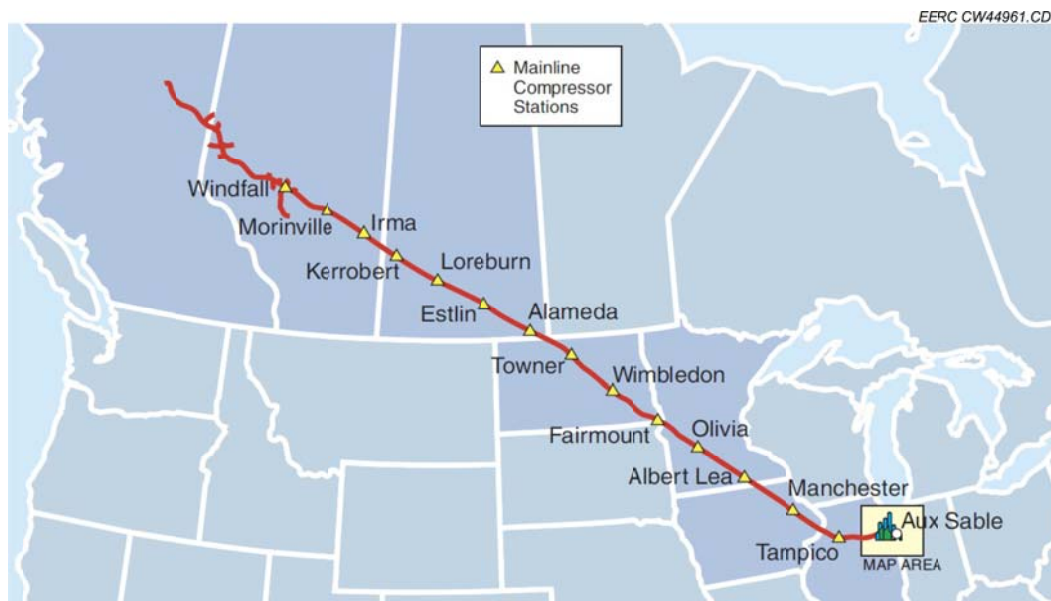 EERC CW44961.CD
Mainline
Compressor
Stations
Windfall
Morinville
Irma
Kerrobert
Loreburn
Estlin
Alameda
Towner
Wimbledon
Fairmount
Olivia
Albert Lea
Manchester
Aux Sable
Tampico
MAP AREA